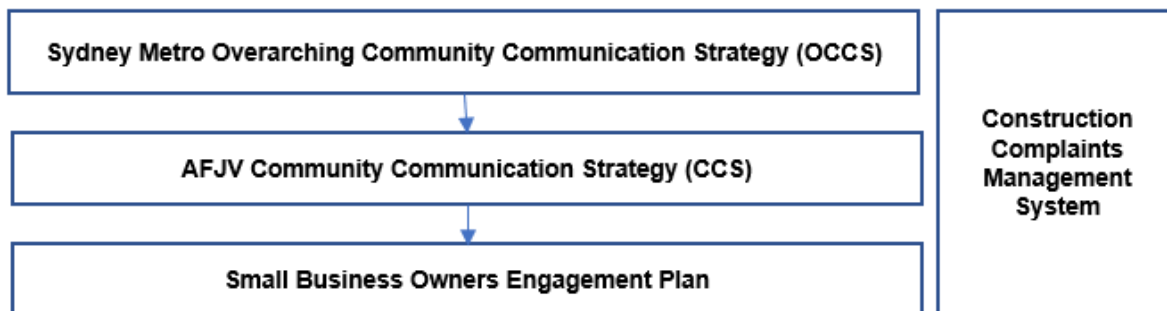 Sydney Metro Overarching Community Communication Strategy (OCCS)
AFJV Community Communication Strategy (CCS)
Small Business Owners Engagement Plan
Construction
Complaints
Management
System